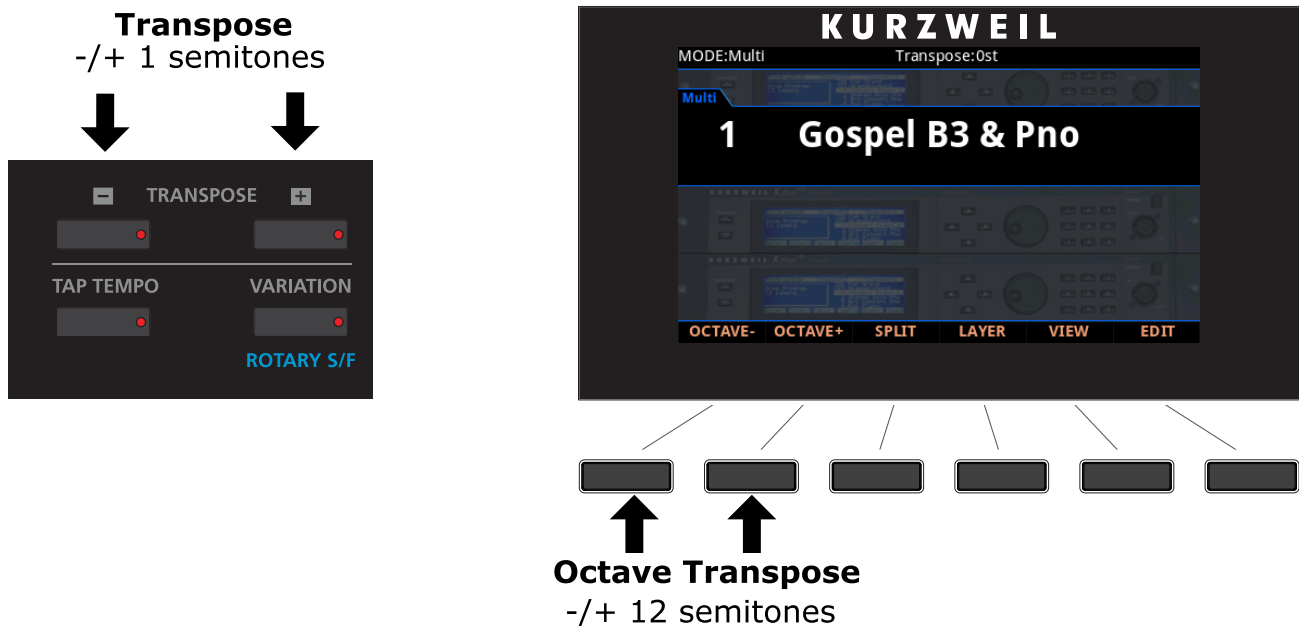 Transpose
-/+ 1 semitones
- TRANSPOSE +
TAP TEMPO VARIATION
ROTARY S/F
KURZWEIL
MODE:Multi Transpose:0st
Multi
1 Gospel B3 & Pno
OCTAVE- OCTAVE+ SPLIT LAYER VIEW EDIT
Octave Transpose
-/+ 12 semitones